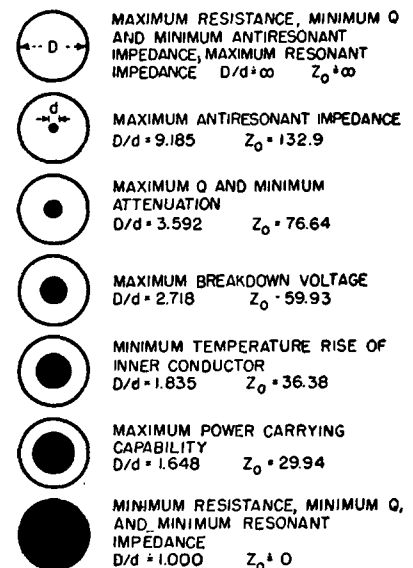 MAXIMUM RESISTANCE, MINIMUM Q
AND MINIMUM ANTIRESONANT
IMPEDANCE, MAXIMUM RESONANT
IMPEDANCE D/d≐∞ Z₀≐∞
D
MAXIMUM ANTIRESONANT IMPEDANCE
D/d = 9.185 Z₀ = 132.9
d
MAXIMUM Q AND MINIMUM
ATTENUATION
D/d = 3.592 Z₀ = 76.64
MAXIMUM BREAKDOWN VOLTAGE
D/d = 2.718 Z₀ = 59.93
MINIMUM TEMPERATURE RISE OF
INNER CONDUCTOR
D/d = 1.835 Z₀ = 36.38
MAXIMUM POWER CARRYING
CAPABILITY
D/d = 1.648 Z₀ = 29.94
MINIMUM RESISTANCE, MINIMUM Q,
AND MINIMUM RESONANT
IMPEDANCE
D/d ≐ 1.000 Z₀ ≐ 0